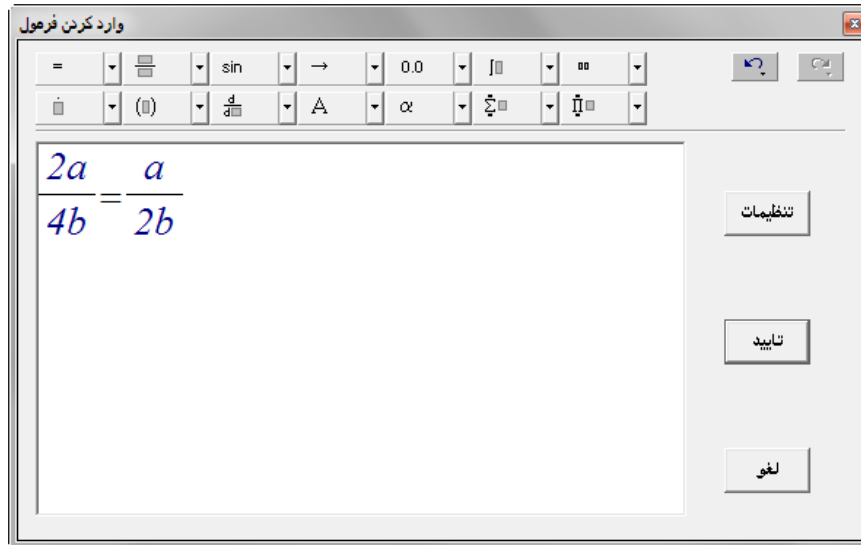 وارد کردن فرمول
= sin → 0.0 ∫
(▯) d/d▯ A α Σ Π
2a/4b = a/2b
تنظیمات
تایید
لغو